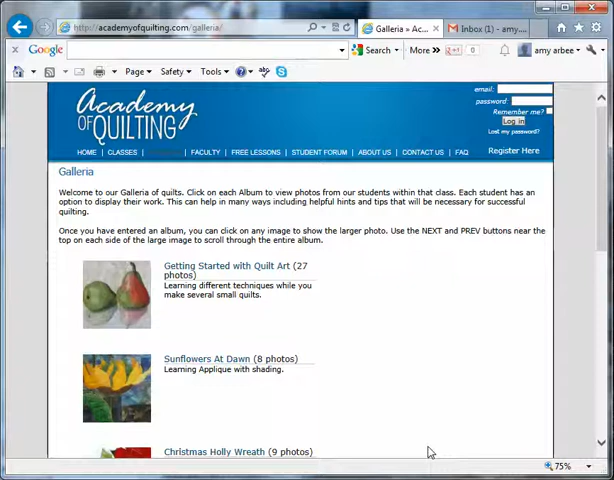 http://academyofquilting.com/galleria/
Galleria » Ac...
Inbox (1) - amy....
Google
Search
More »
0
amy arbee
Page
Safety
Tools
Academy
OF QUILTING
email:
password:
Remember me?
Log in
Lost my password?
HOME | CLASSES | | FACULTY | FREE LESSONS | STUDENT FORUM | ABOUT US | CONTACT US | FAQ
Register Here
Galleria
Welcome to our Galleria of quilts. Click on each Album to view photos from our students within that class. Each student has an
option to display their work. This can help in many ways including helpful hints and tips that will be necessary for successful
quilting.
Once you have entered an album, you can click on any image to show the larger photo. Use the NEXT and PREV buttons near the
top on each side of the large image to scroll through the entire album.
Getting Started with Quilt Art (27
photos)
Learning different techniques while you
make several small quilts.
Sunflowers At Dawn (8 photos)
Learning Applique with shading.
Christmas Holly Wreath (9 photos)
75%